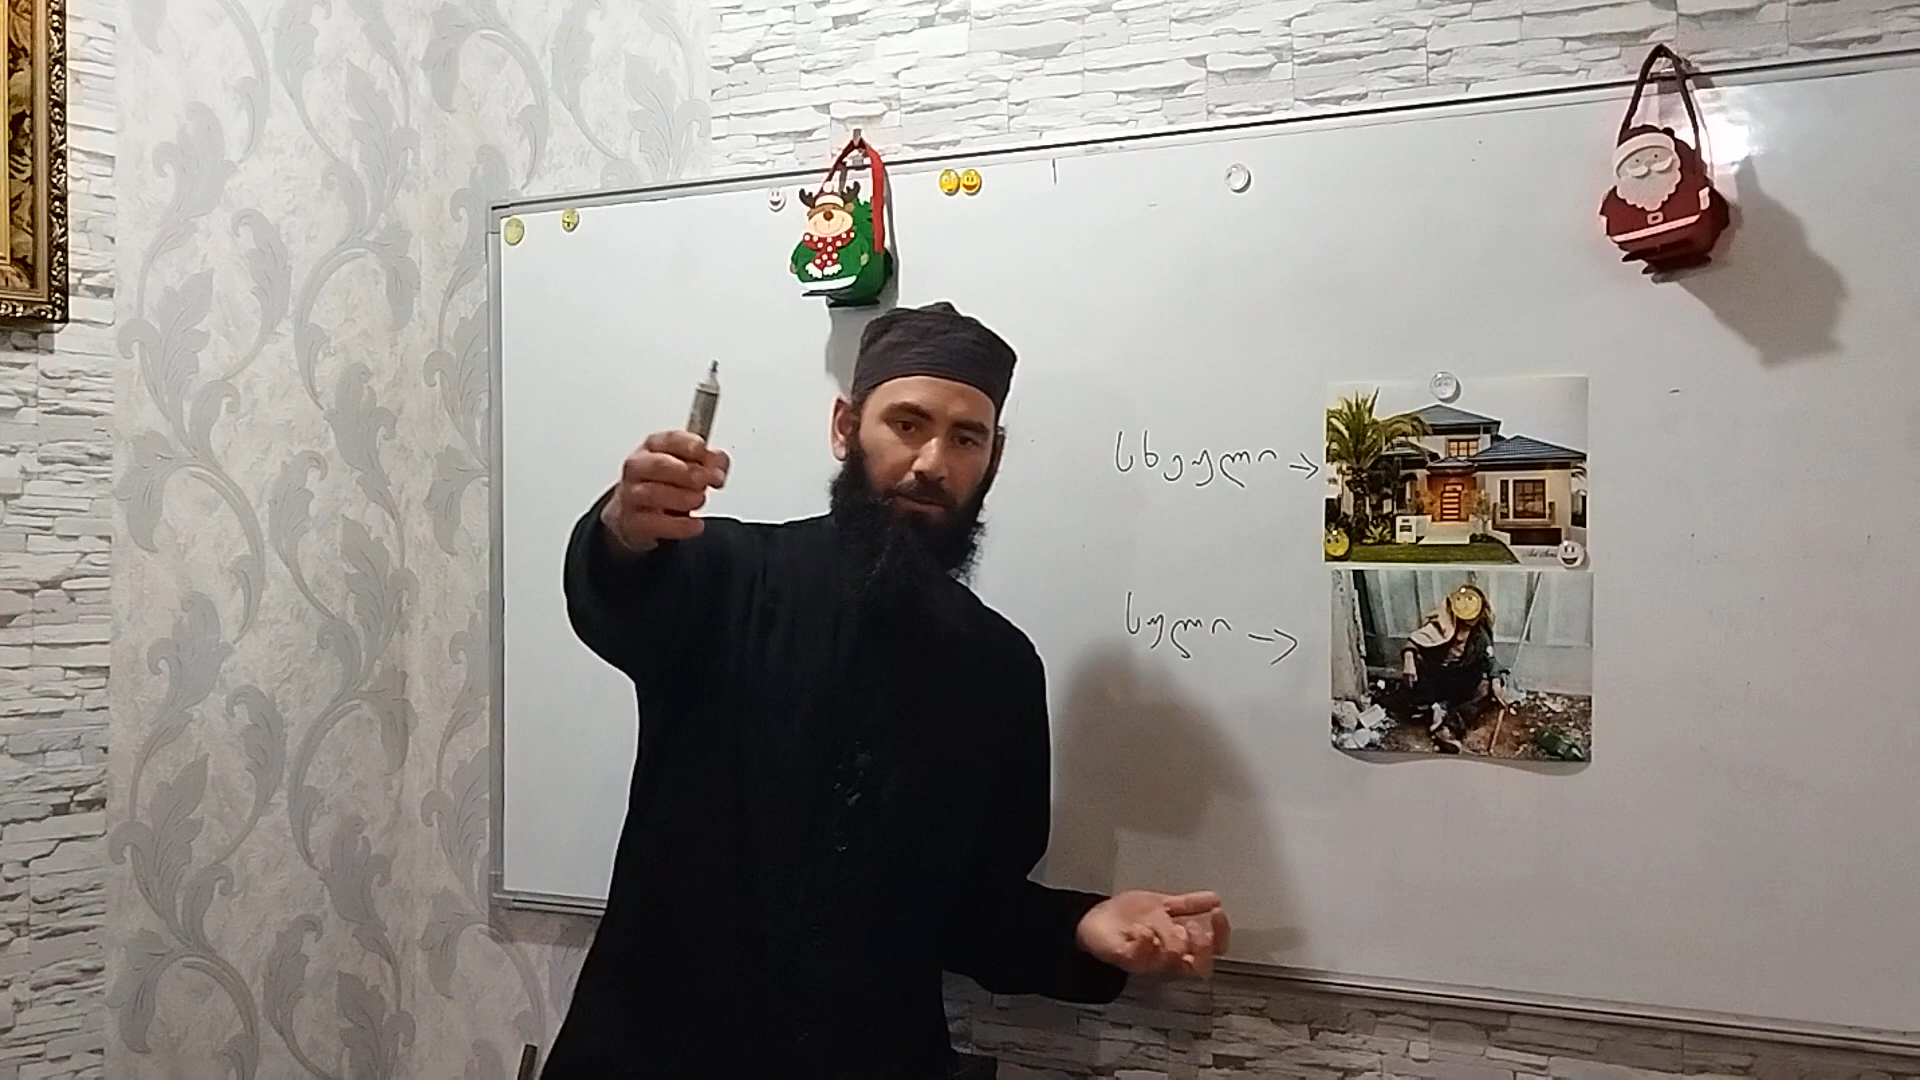 სხეული →
სული →